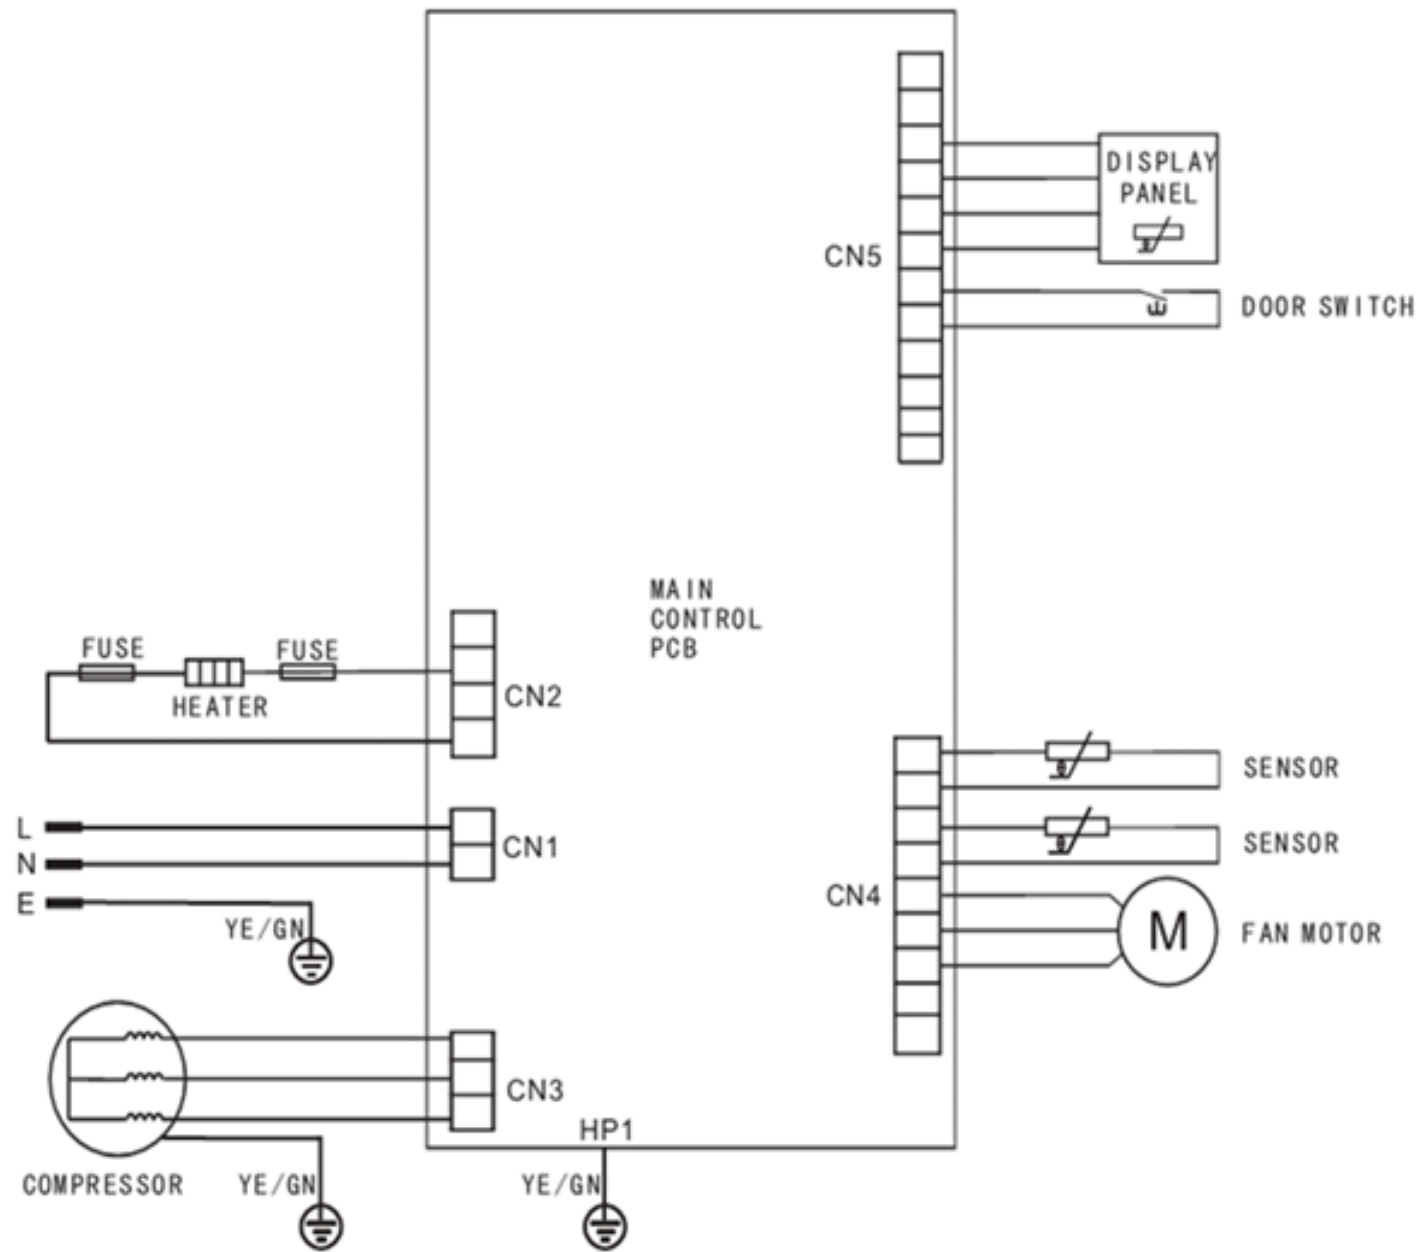 DISPLAY
PANEL
CN5
DOOR SWITCH
MAIN
CONTROL
PCB
FUSE
FUSE
HEATER
CN2
SENSOR
L
N
E
CN1
SENSOR
YE/GN
CN4
M
FAN MOTOR
CN3
HP1
COMPRESSOR
YE/GN
YE/GN